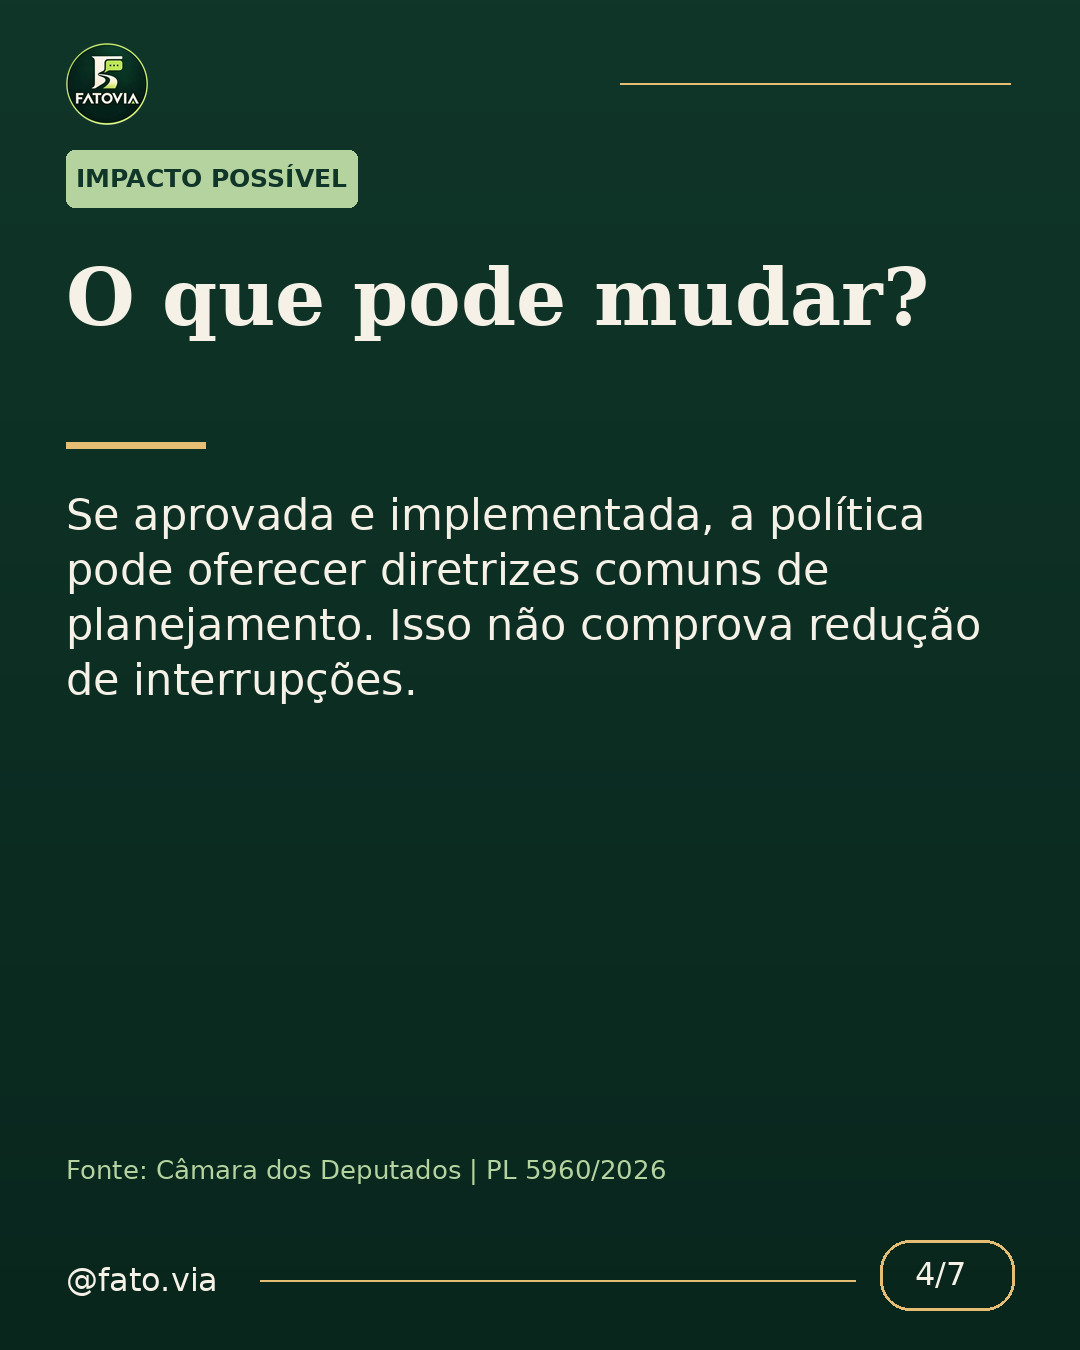 FATOVIA
IMPACTO POSSÍVEL
O que pode mudar?
Se aprovada e implementada, a política
pode oferecer diretrizes comuns de
planejamento. Isso não comprova redução
de interrupções.
Fonte: Câmara dos Deputados | PL 5960/2026
@fato.via
4/7